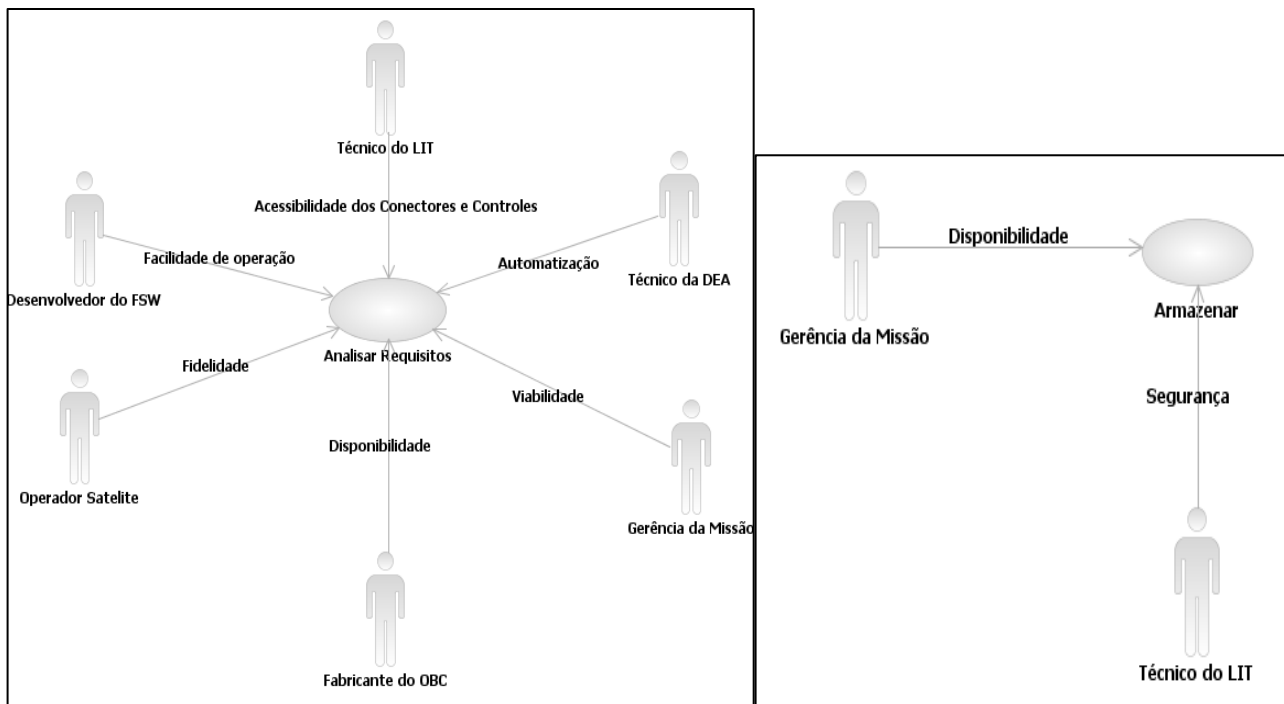 Técnico do LIT
Acessibilidade dos Conectores e Controles
Facilidade de operação
Automatização
Desenvolvedor do FSW
Técnico da DEA
Analisar Requisitos
Fidelidade
Viabilidade
Disponibilidade
Operador Satelite
Gerência da Missão
Fabricante do OBC
Disponibilidade
Armazenar
Gerência da Missão
Segurança
Técnico do LIT